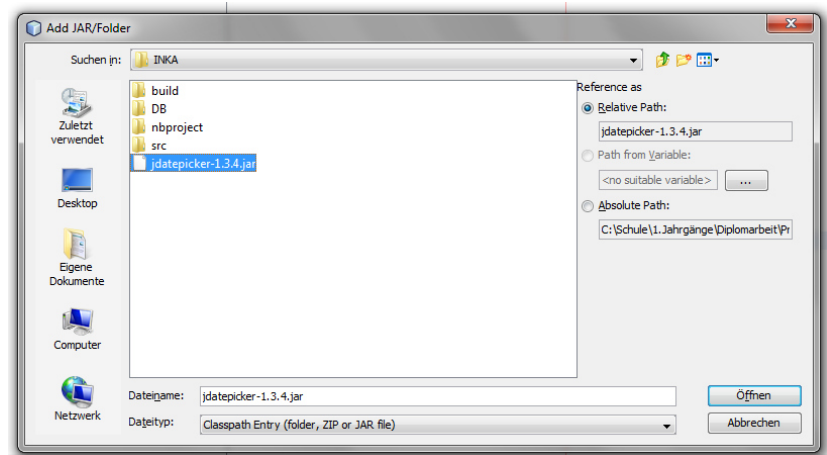 Add JAR/Folder
Suchen in:
INKA
Zuletzt
verwendet
Desktop
Eigene
Dokumente
Computer
Netzwerk
build
DB
nbproject
src
jdatepicker-1.3.4.jar
Reference as
Relative Path:
jdatepicker-1.3.4.jar
Path from Variable:
<no suitable variable>
...
Absolute Path:
C:\Schule\1.Jahrgänge\Diplomarbeit\Pr
Dateiname:
jdatepicker-1.3.4.jar
Öffnen
Dateityp:
Classpath Entry (folder, ZIP or JAR file)
Abbrechen